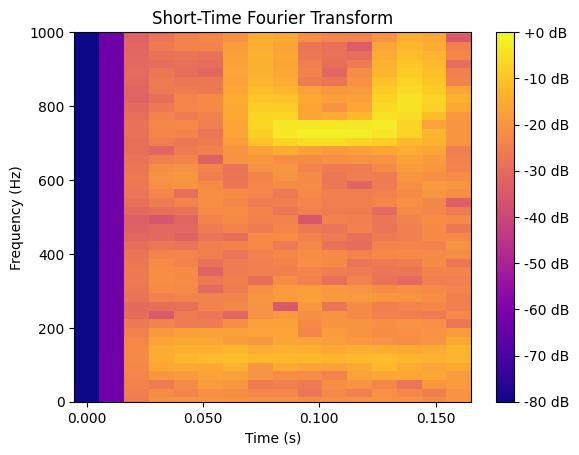 Short-Time Fourier Transform
Frequency (Hz)
1000
800
600
400
200
0
0.000
0.050
0.100
0.150
Time (s)
+0 dB
-10 dB
-20 dB
-30 dB
-40 dB
-50 dB
-60 dB
-70 dB
-80 dB